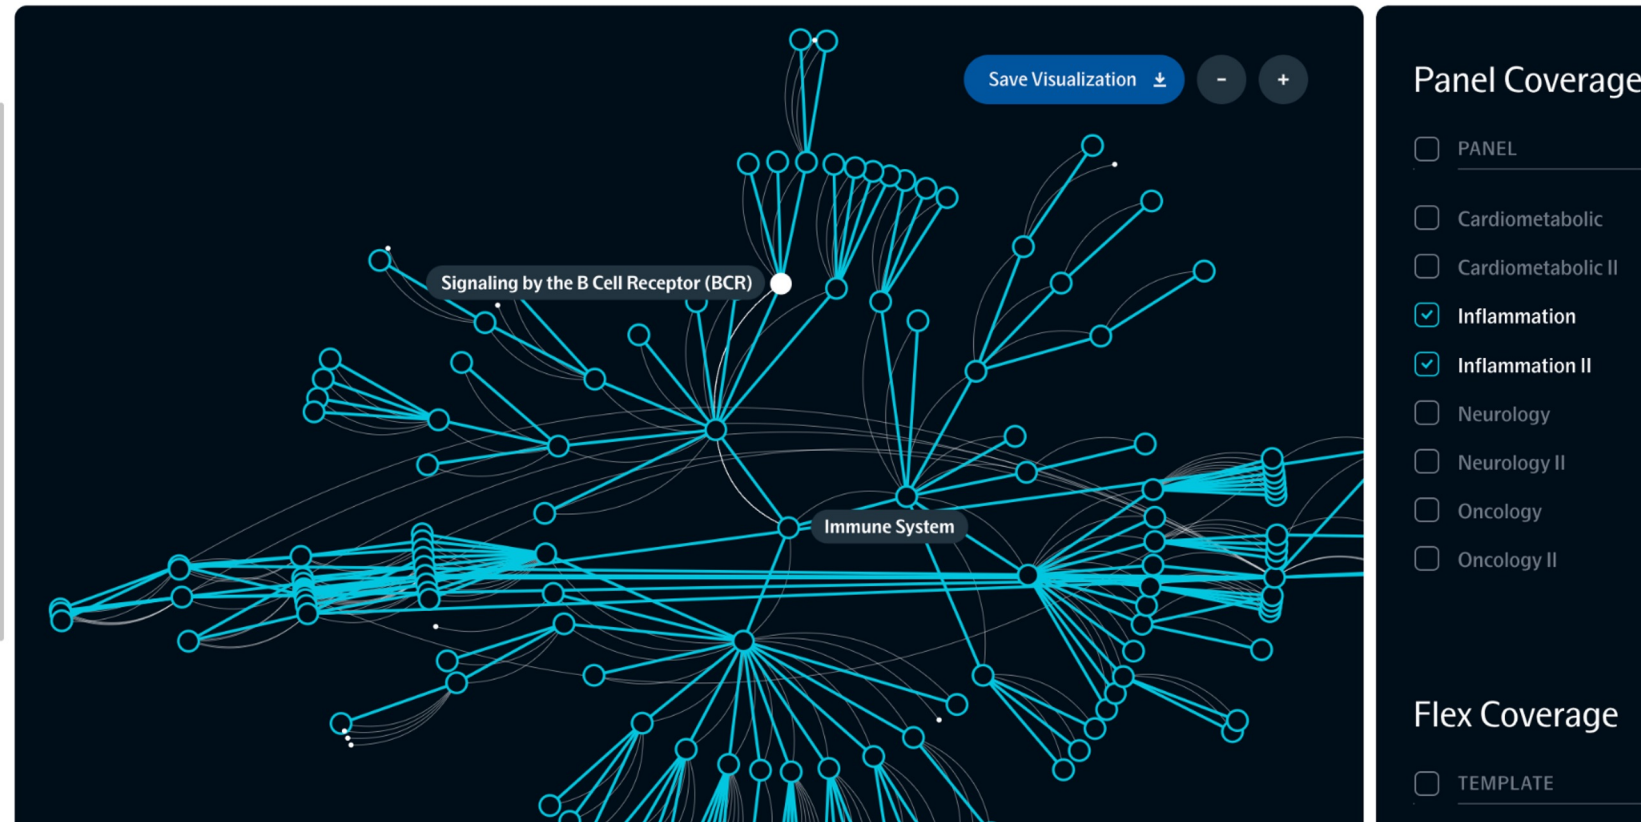 Save Visualization
-
+
Signaling by the B Cell Receptor (BCR)
Immune System
Panel Coverage
PANEL
Cardiometabolic
Cardiometabolic II
Inflammation
Inflammation II
Neurology
Neurology II
Oncology
Oncology II
Flex Coverage
TEMPLATE